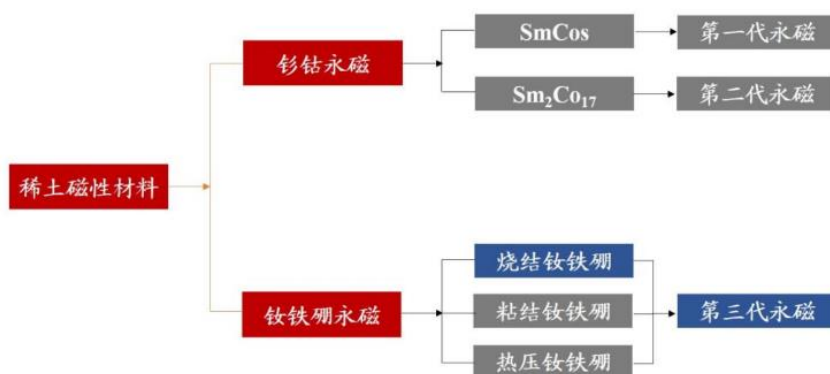 稀土磁性材料
钐钴永磁
SmCos
第一代永磁
Sm₂Co₁₇
第二代永磁
钕铁硼永磁
烧结钕铁硼
粘结钕铁硼
热压钕铁硼
第三代永磁